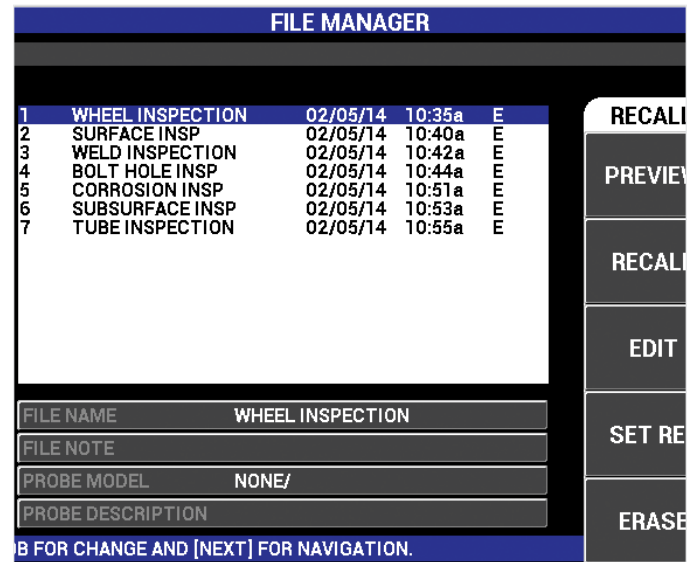 FILE MANAGER
1 WHEEL INSPECTION 02/05/14 10:35a E
2 SURFACE INSP 02/05/14 10:40a E
3 WELD INSPECTION 02/05/14 10:42a E
4 BOLT HOLE INSP 02/05/14 10:44a E
5 CORROSION INSP 02/05/14 10:51a E
6 SUBSURFACE INSP 02/05/14 10:53a E
7 TUBE INSPECTION 02/05/14 10:55a E
RECALL
PREVIEW
RECALL
EDIT
SET RE
ERASE
FILE NAME WHEEL INSPECTION
FILE NOTE
PROBE MODEL NONE/
PROBE DESCRIPTION
OB FOR CHANGE AND [NEXT] FOR NAVIGATION.